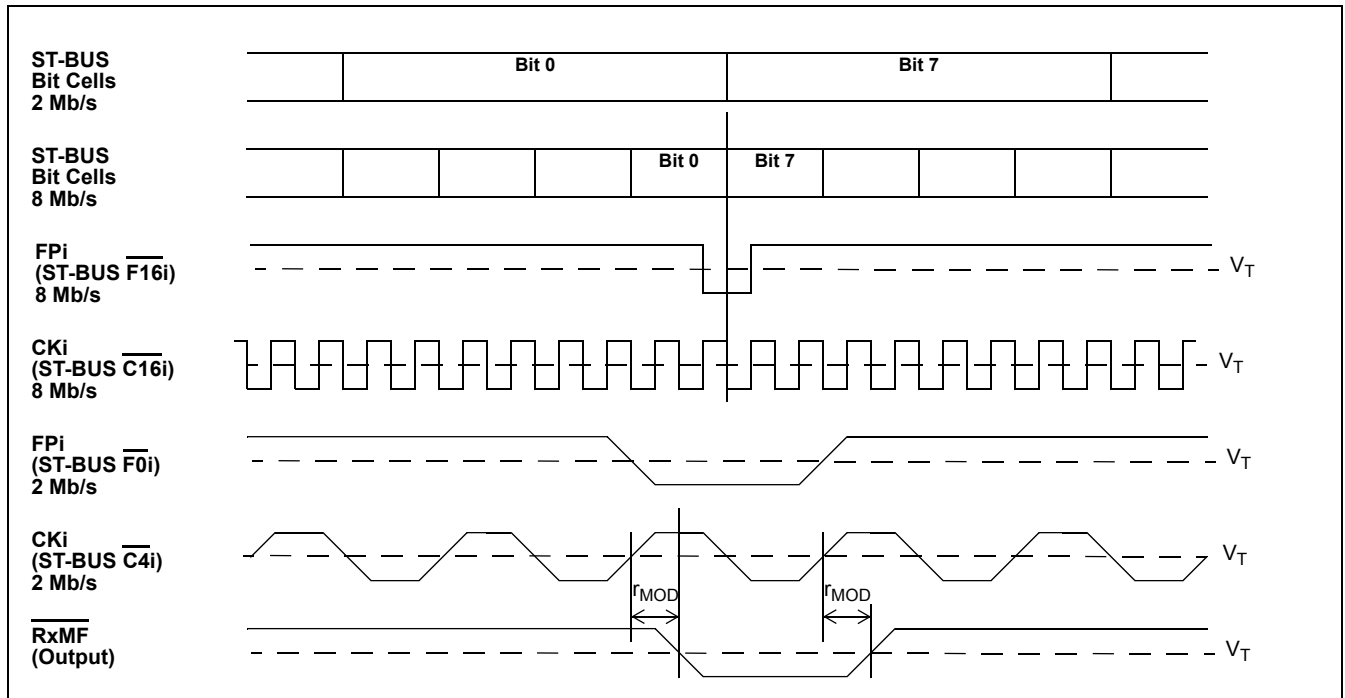 ST-BUS
Bit Cells
2 Mb/s
Bit 0
Bit 7
ST-BUS
Bit Cells
8 Mb/s
Bit 0
Bit 7
FPi
(ST-BUS F16i)
8 Mb/s
VT
CKi
(ST-BUS C16i)
8 Mb/s
VT
FPi
(ST-BUS F0i)
2 Mb/s
VT
CKi
(ST-BUS C4i)
2 Mb/s
VT
rMOD
rMOD
RxMF
(Output)
VT